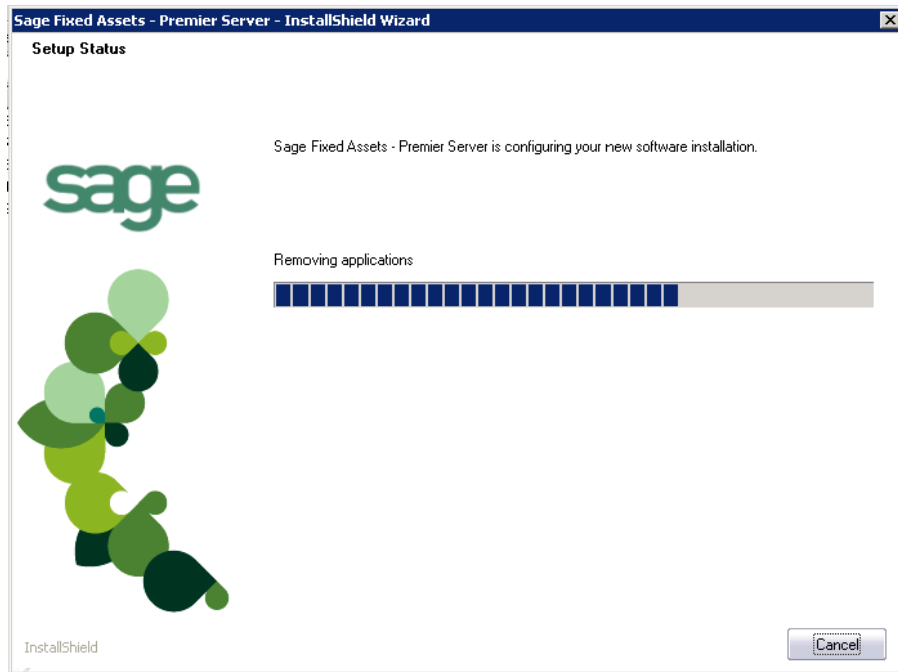 Sage Fixed Assets - Premier Server - InstallShield Wizard
Setup Status
Sage Fixed Assets - Premier Server is configuring your new software installation.
sage
Removing applications
InstallShield
Cancel